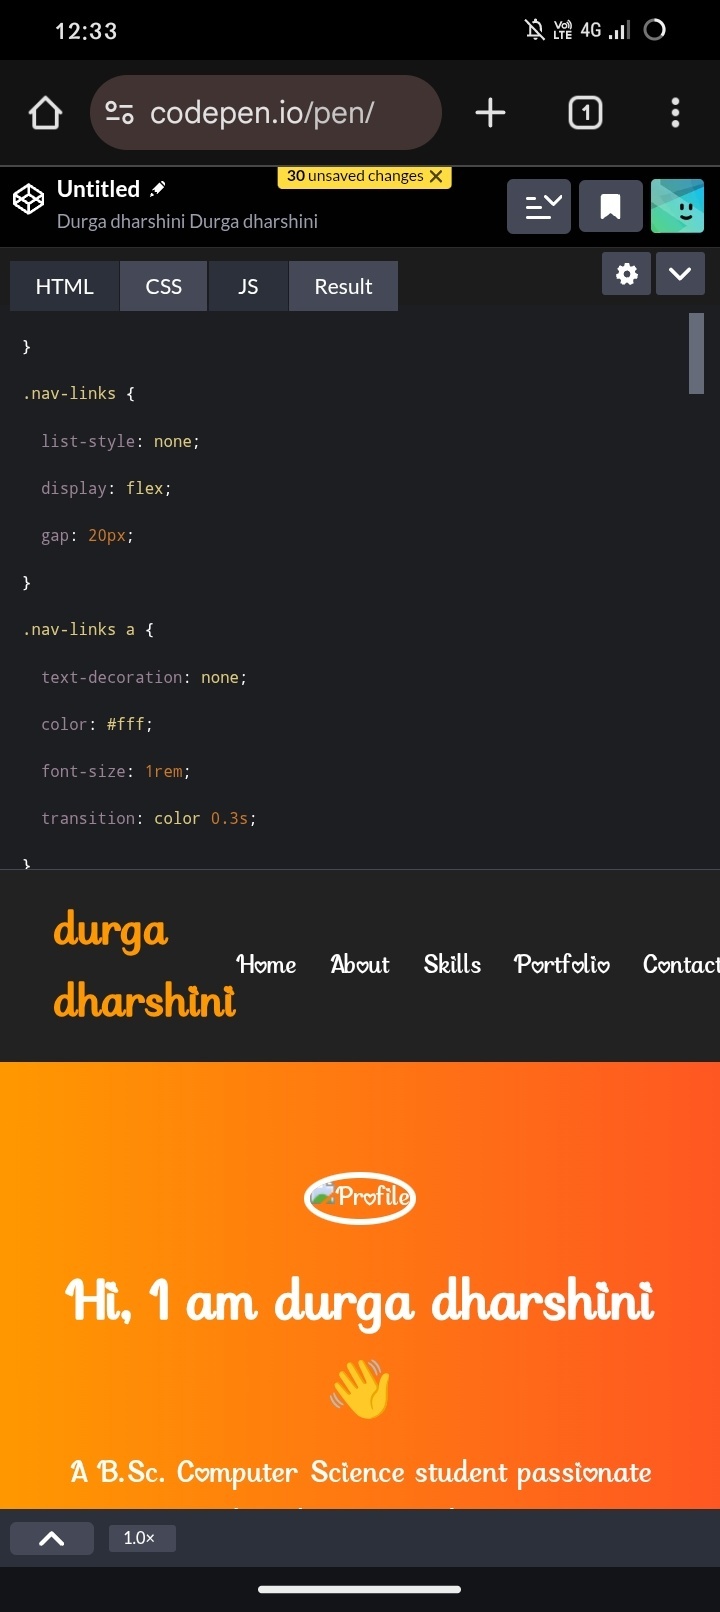 12:33
Vo)) LTE 4G
codepen.io/pen/
1
30 unsaved changes
Untitled
Durga dharshini Durga dharshini
HTML CSS JS Result
}
.nav-links {
list-style: none;
display: flex;
gap: 20px;
}
.nav-links a {
text-decoration: none;
color: #fff;
font-size: 1rem;
transition: color 0.3s;
}
durga
dharshini
Home About Skills Portfolio Contact
Profile
Hi, I am durga dharshini
👋
A B.Sc. Computer Science student passionate
1.0×